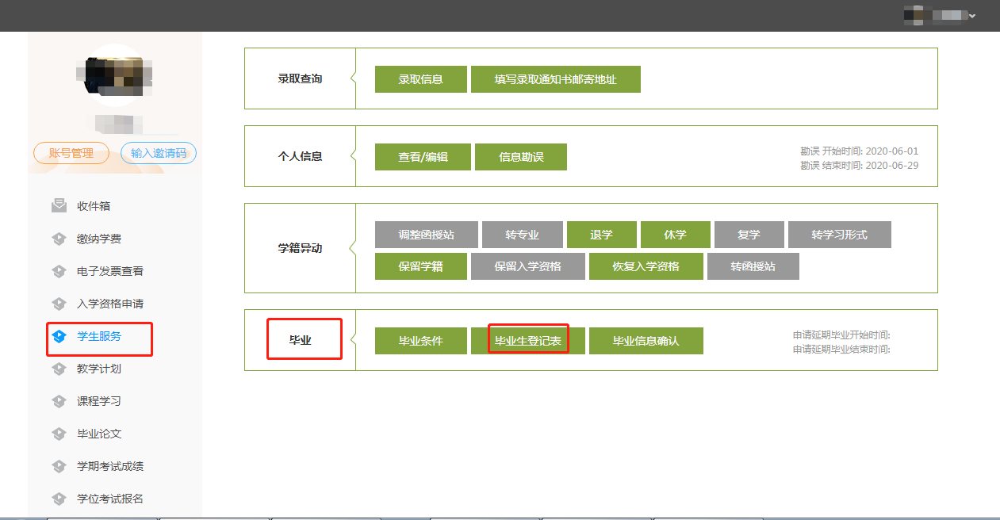 账号管理 输入邀请码
收件箱
缴纳学费
电子发票查看
入学资格申请
学生服务
教学计划
课程学习
毕业论文
学期考试成绩
学位考试报名
录取查询 录取信息 填写录取通知书邮寄地址
个人信息 查看/编辑 信息勘误
勘误 开始时间: 2020-06-01
勘误 结束时间: 2020-06-29
学籍异动
调整函授站 转专业 退学 休学 复学 转学习形式
保留学籍 保留入学资格 恢复入学资格 转函授站
毕业 毕业条件 毕业生登记表 毕业信息确认
申请延期毕业开始时间:
申请延期毕业结束时间: